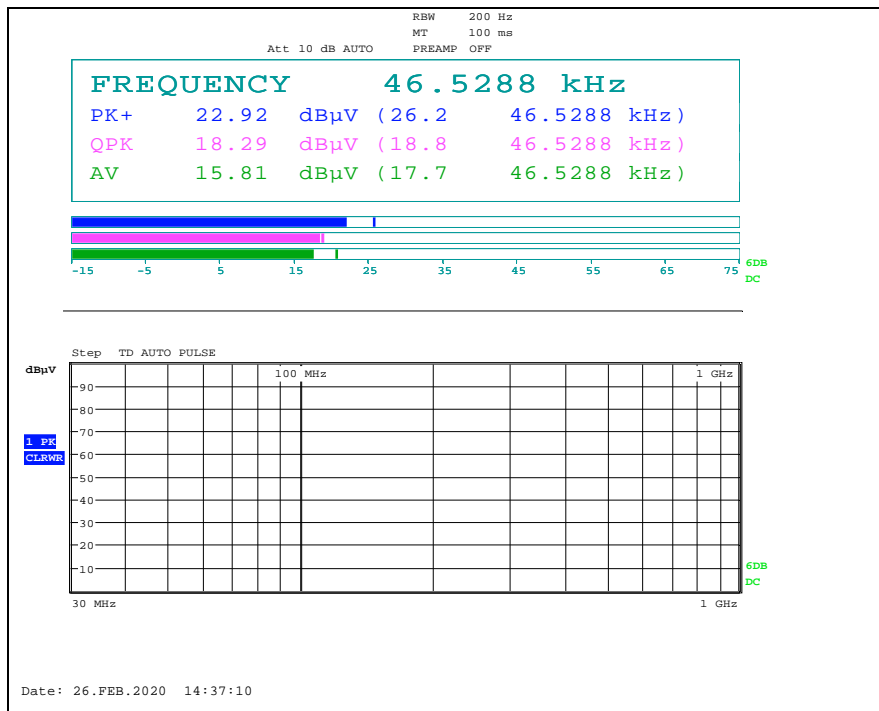 RBW 200 Hz
MT 100 ms
Att 10 dB AUTO PREAMP OFF
FREQUENCY 46.5288 kHz
PK+ 22.92 dBµV (26.2 46.5288 kHz)
QPK 18.29 dBµV (18.8 46.5288 kHz)
AV 15.81 dBµV (17.7 46.5288 kHz)
-15 -5 5 15 25 35 45 55 65 75
6DB
DC
Step TD AUTO PULSE
dBµV
100 MHz 1 GHz
90
80
70
1 PK
CLRWR
60
50
40
30
20
10
6DB
DC
30 MHz 1 GHz
Date: 26.FEB.2020 14:37:10